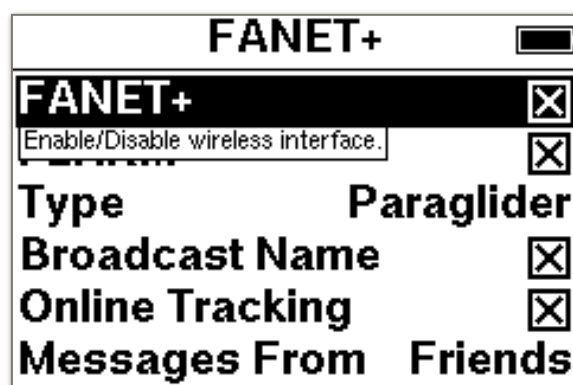 FANET+
FANET+
Enable/Disable wireless interface.
Type Paraglider
Broadcast Name
Online Tracking
Messages From Friends